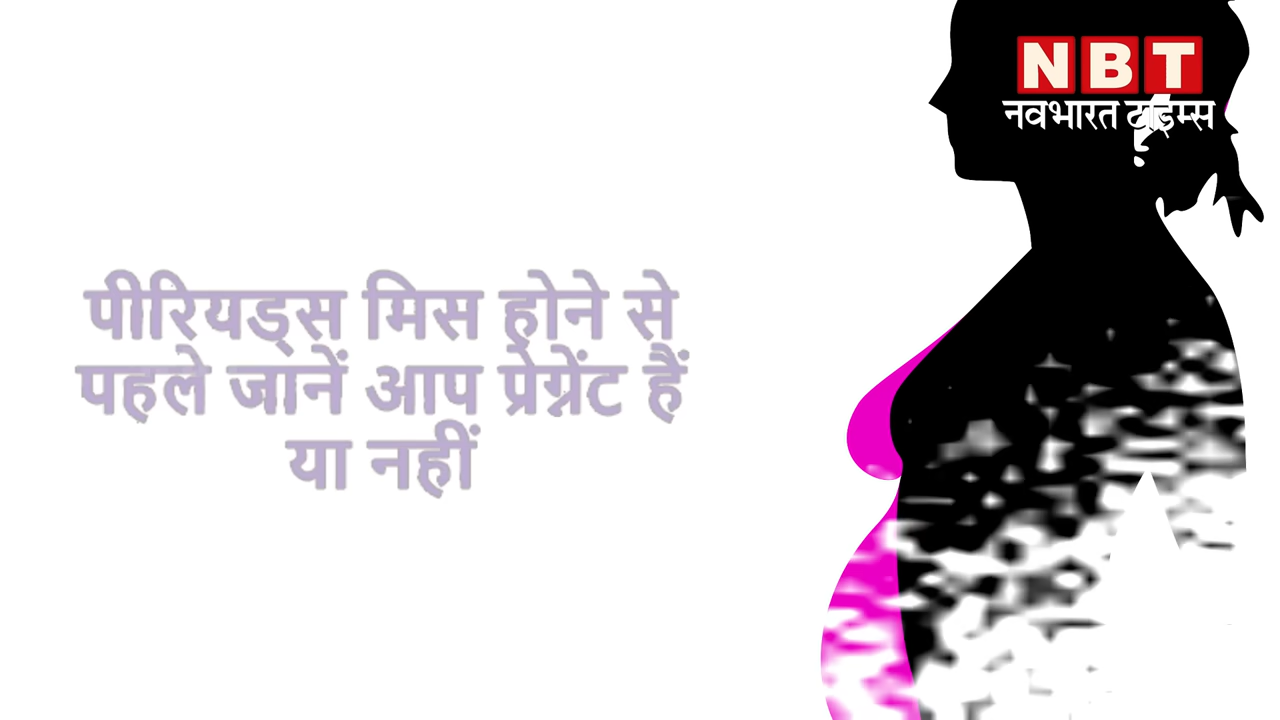 NBT
नवभारत टाइम्स
पीरियड्स मिस होने से
पहले जानें आप प्रेग्नेंट हैं
या नहीं